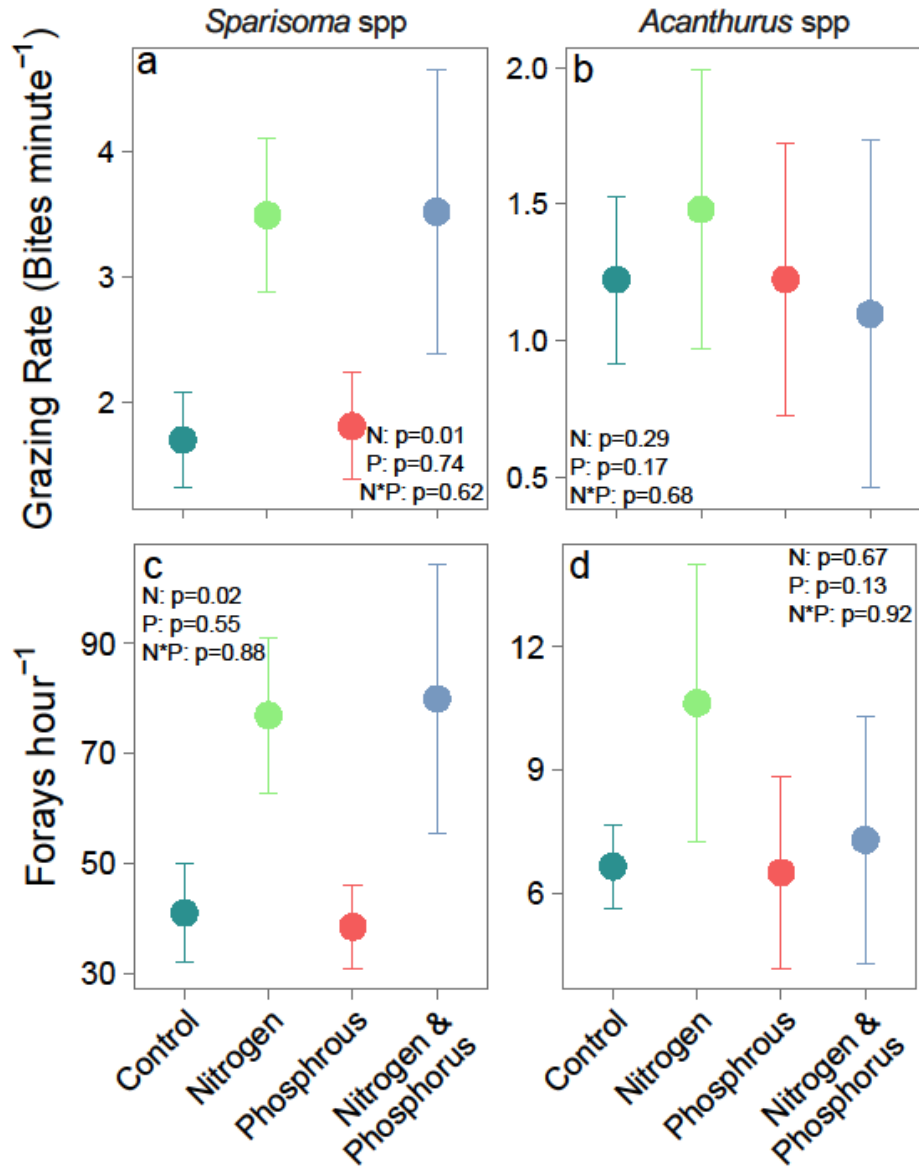 Sparisoma spp
Acanthurus spp
Grazing Rate (Bites minute⁻¹)
a
4
3
2
N: p=0.01
P: p=0.74
N*P: p=0.62
b
2.0
1.5
1.0
0.5
N: p=0.29
P: p=0.17
N*P: p=0.68
Forays hour⁻¹
c
N: p=0.02
P: p=0.55
N*P: p=0.88
90
70
50
30
d
N: p=0.67
P: p=0.13
N*P: p=0.92
12
9
6
Control
Nitrogen
Phosphrous
Nitrogen &
Phosphorus
Control
Nitrogen
Phosphrous
Nitrogen &
Phosphorus